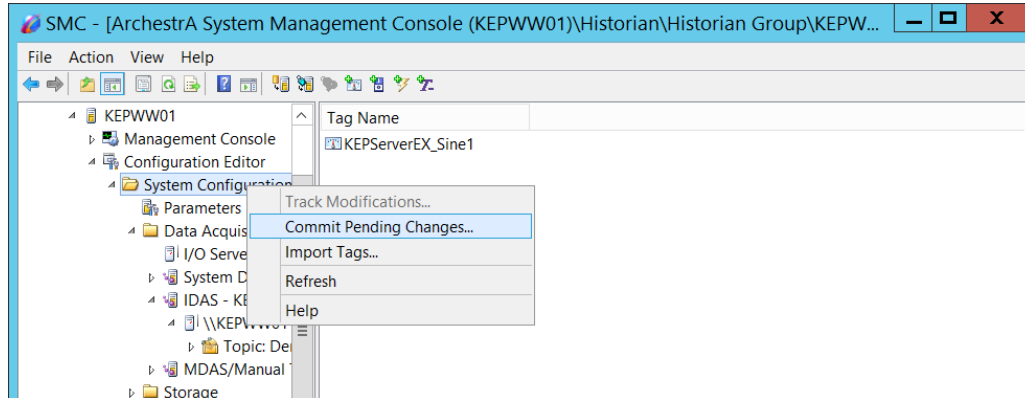 SMC - [ArchestrA System Management Console (KEPWW01)\Historian\Historian Group\KEPW...
File Action View Help
KEPWW01
Tag Name
Management Console
KEPServerEX_Sine1
Configuration Editor
System Configuration
Track Modifications...
Parameters
Commit Pending Changes...
Data Acquis
Import Tags...
I/O Serve
System D
Refresh
IDAS - KE
Help
\\KEPWW01
Topic: De
MDAS/Manual
Storage